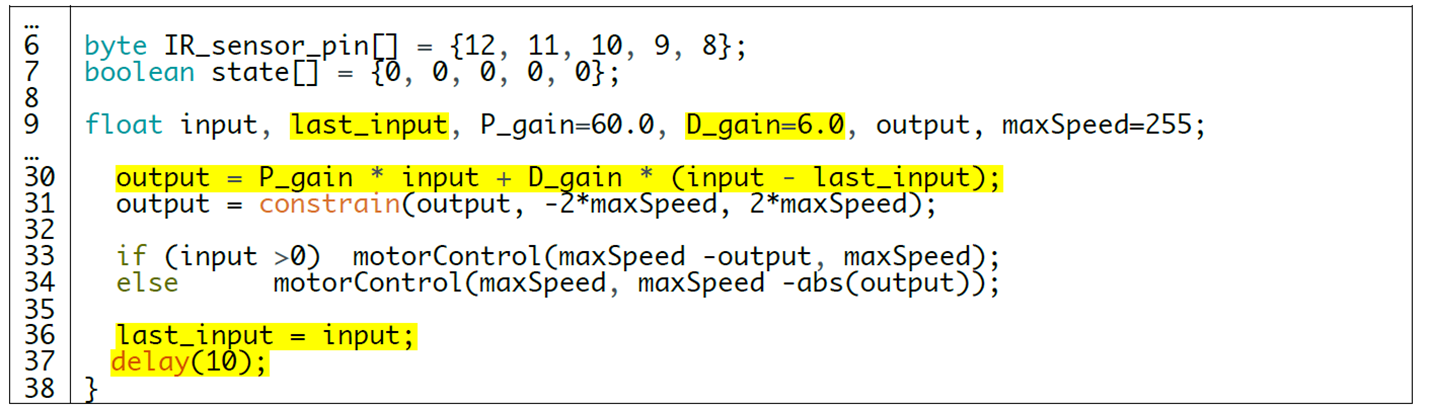 …
6 byte IR_sensor_pin[] = {12, 11, 10, 9, 8};
7 boolean state[] = {0, 0, 0, 0, 0};
8
9 float input, last_input, P_gain=60.0, D_gain=6.0, output, maxSpeed=255;
…
30 output = P_gain * input + D_gain * (input - last_input);
31 output = constrain(output, -2*maxSpeed, 2*maxSpeed);
32
33 if (input >0) motorControl(maxSpeed -output, maxSpeed);
34 else motorControl(maxSpeed, maxSpeed -abs(output));
35
36 last_input = input;
37 delay(10);
38 }